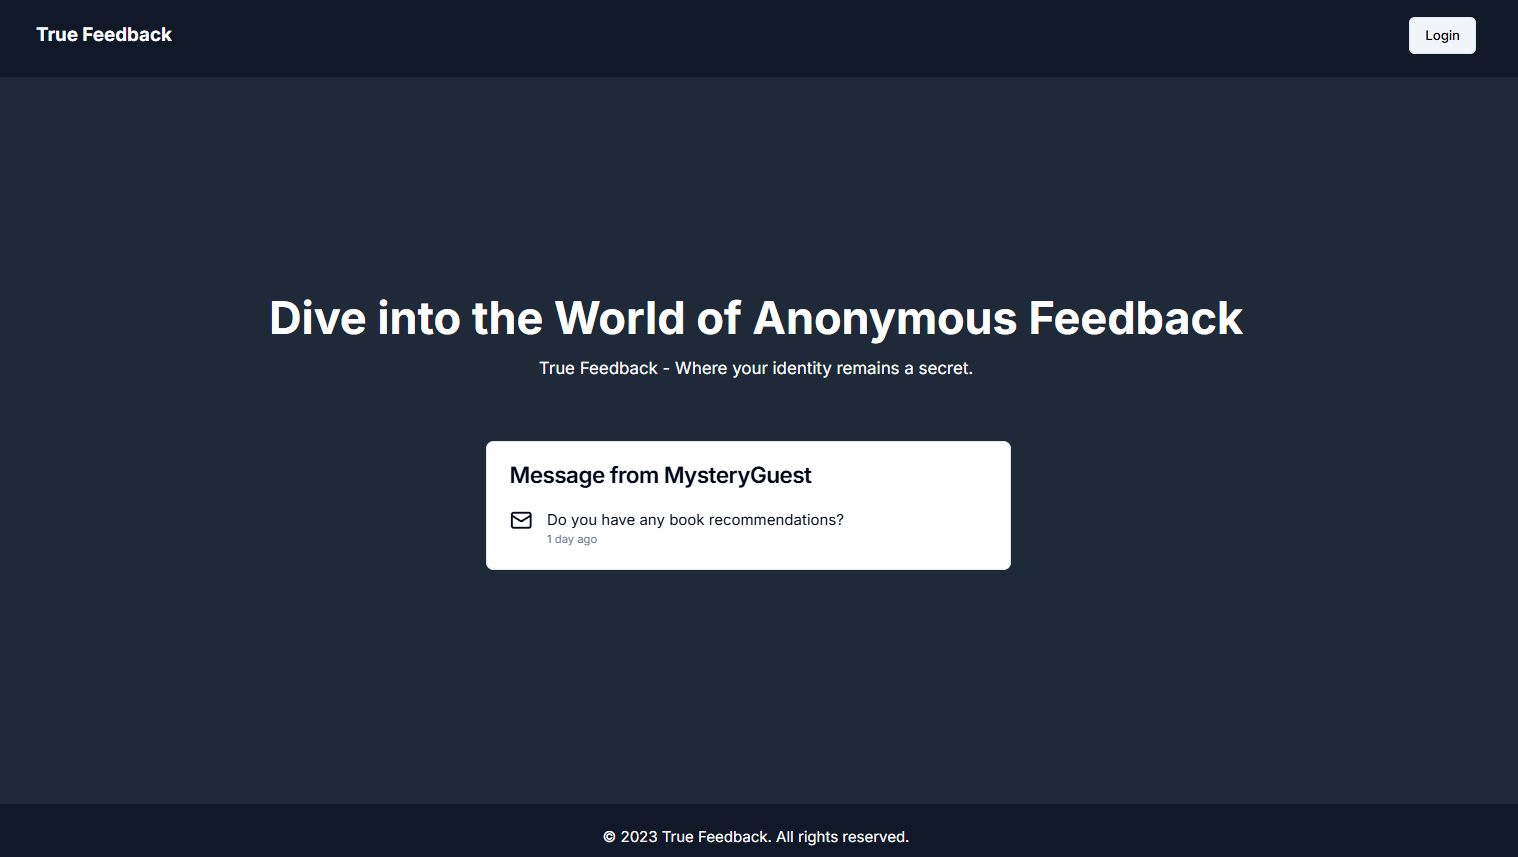 True Feedback
Login
Dive into the World of Anonymous Feedback
True Feedback - Where your identity remains a secret.
Message from MysteryGuest
Do you have any book recommendations?
1 day ago
© 2023 True Feedback. All rights reserved.